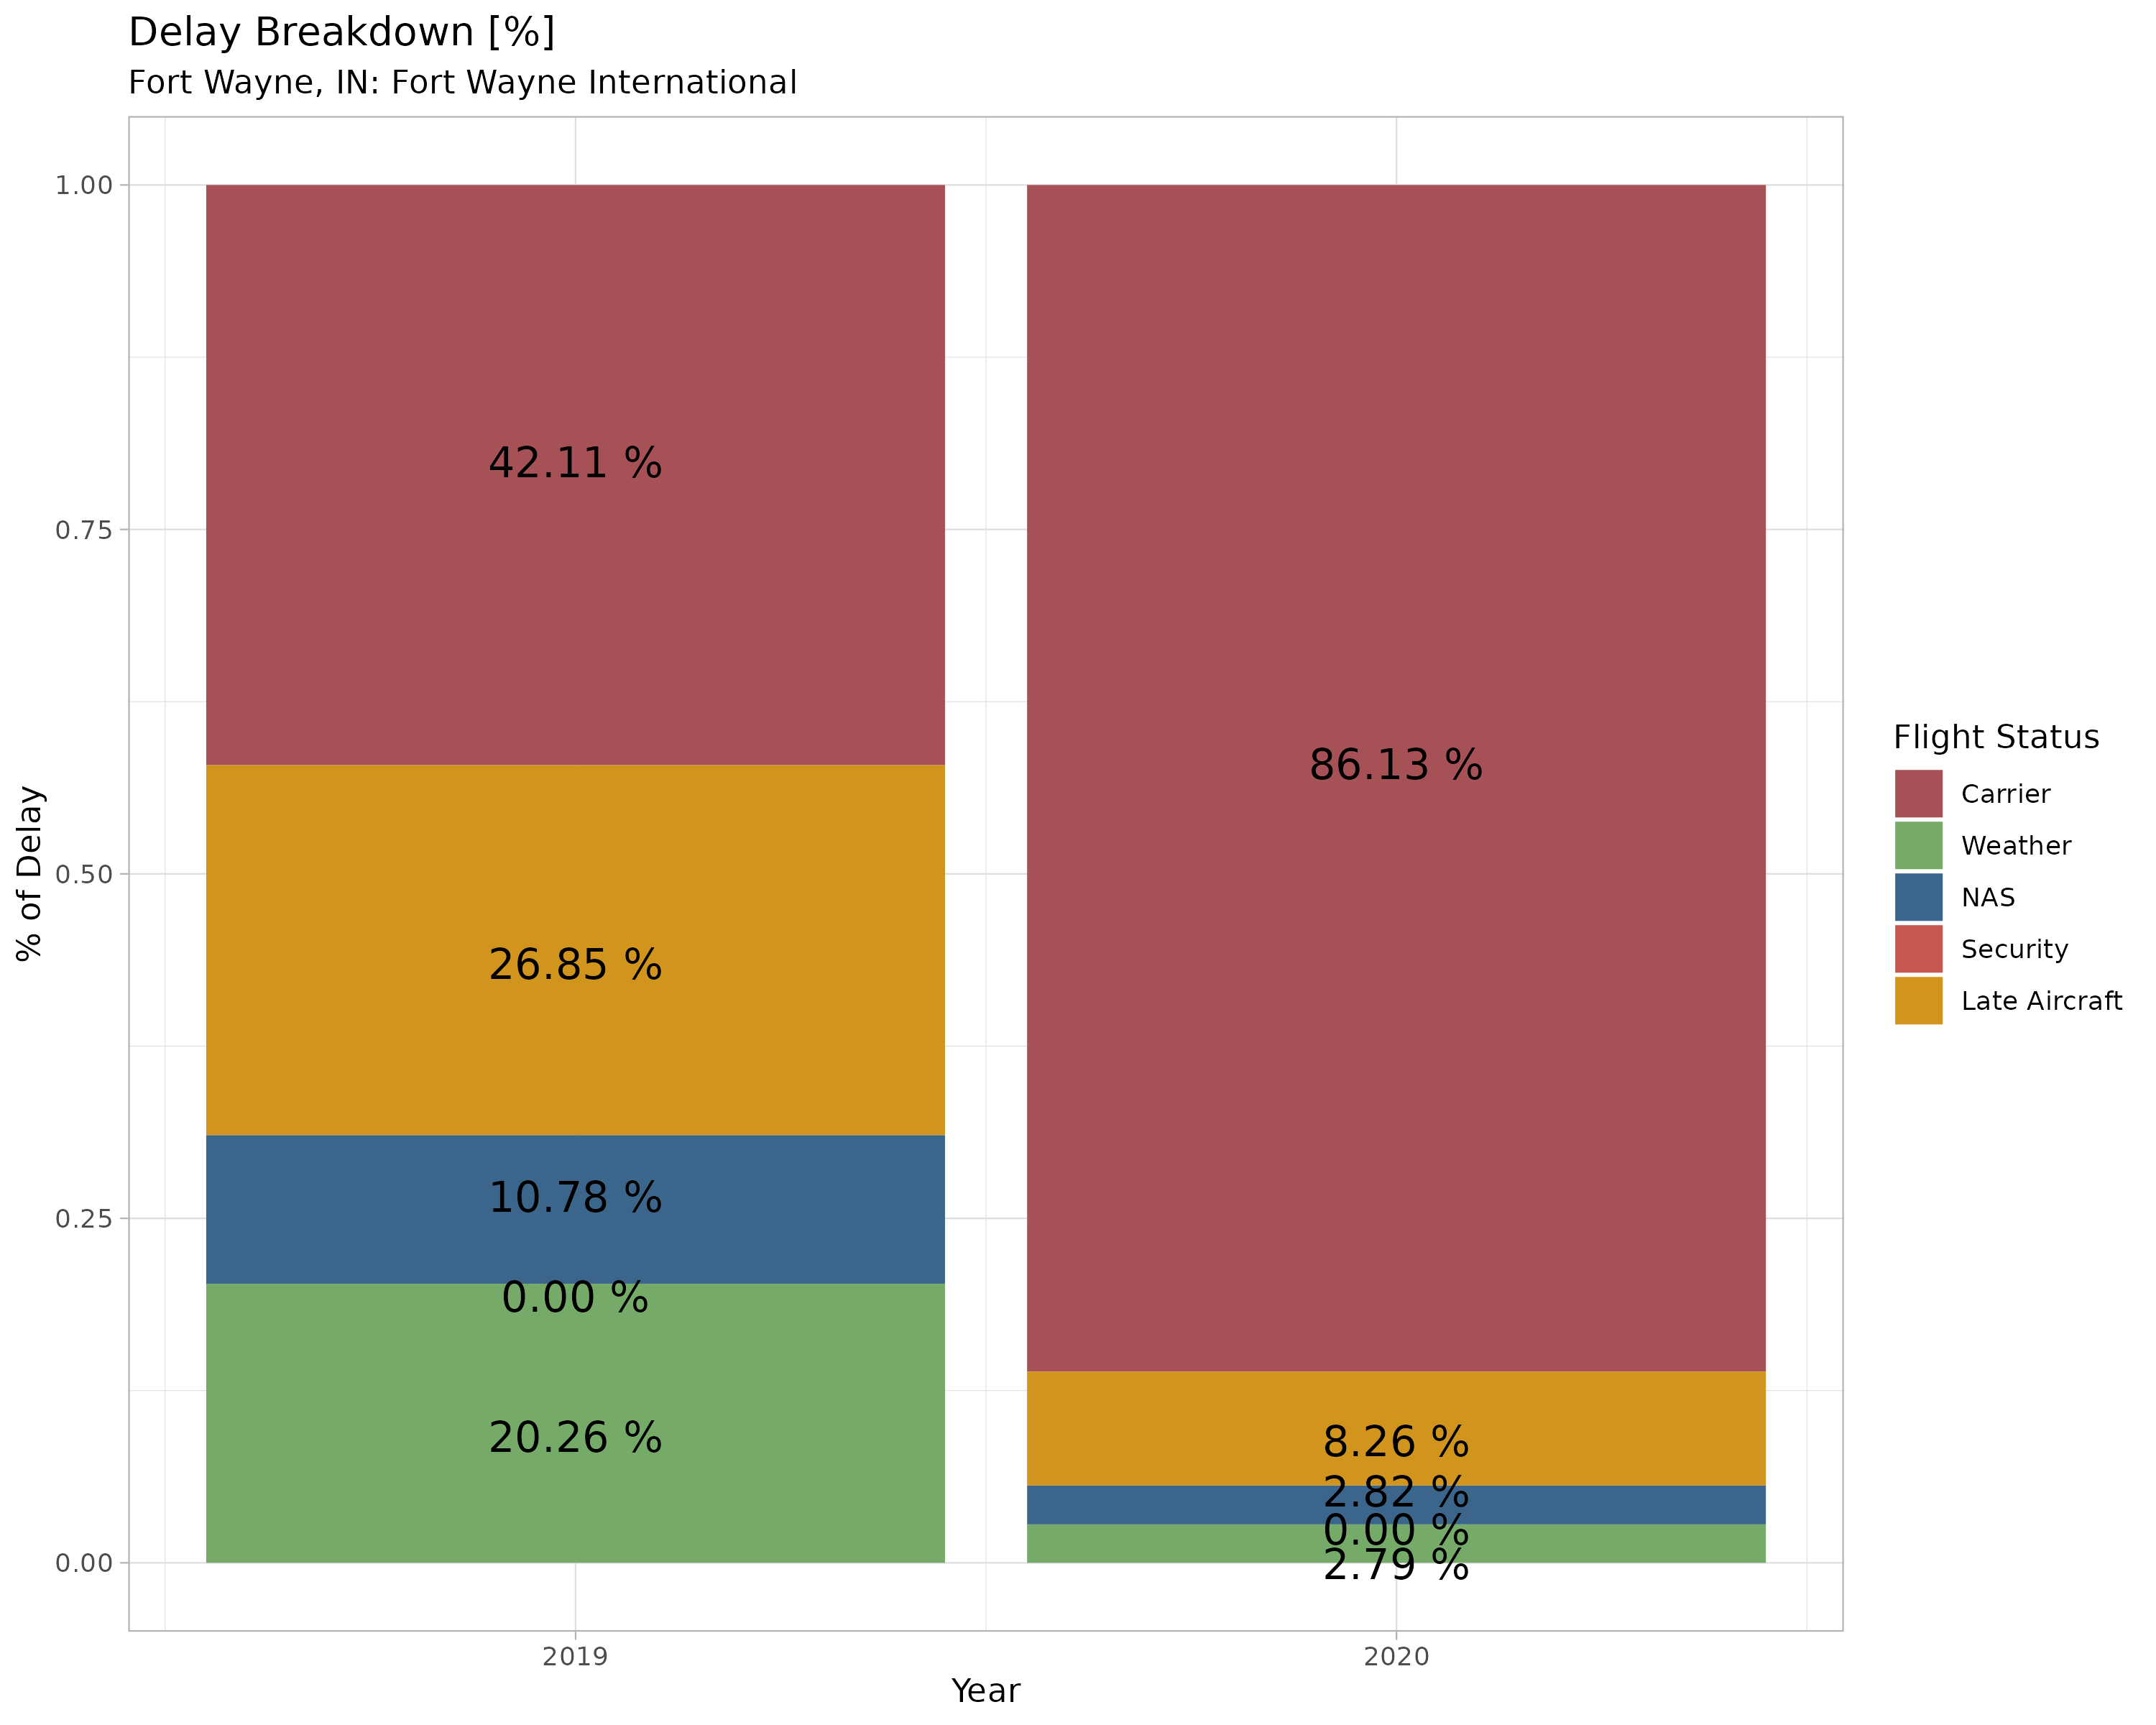 Delay Breakdown [%]
Fort Wayne, IN: Fort Wayne International
% of Delay
1.00
0.75
0.50
0.25
0.00
42.11 %
26.85 %
10.78 %
0.00 %
20.26 %
86.13 %
8.26 %
2.82 %
0.00 %
2.79 %
2019
2020
Year
Flight Status
Carrier
Weather
NAS
Security
Late Aircraft